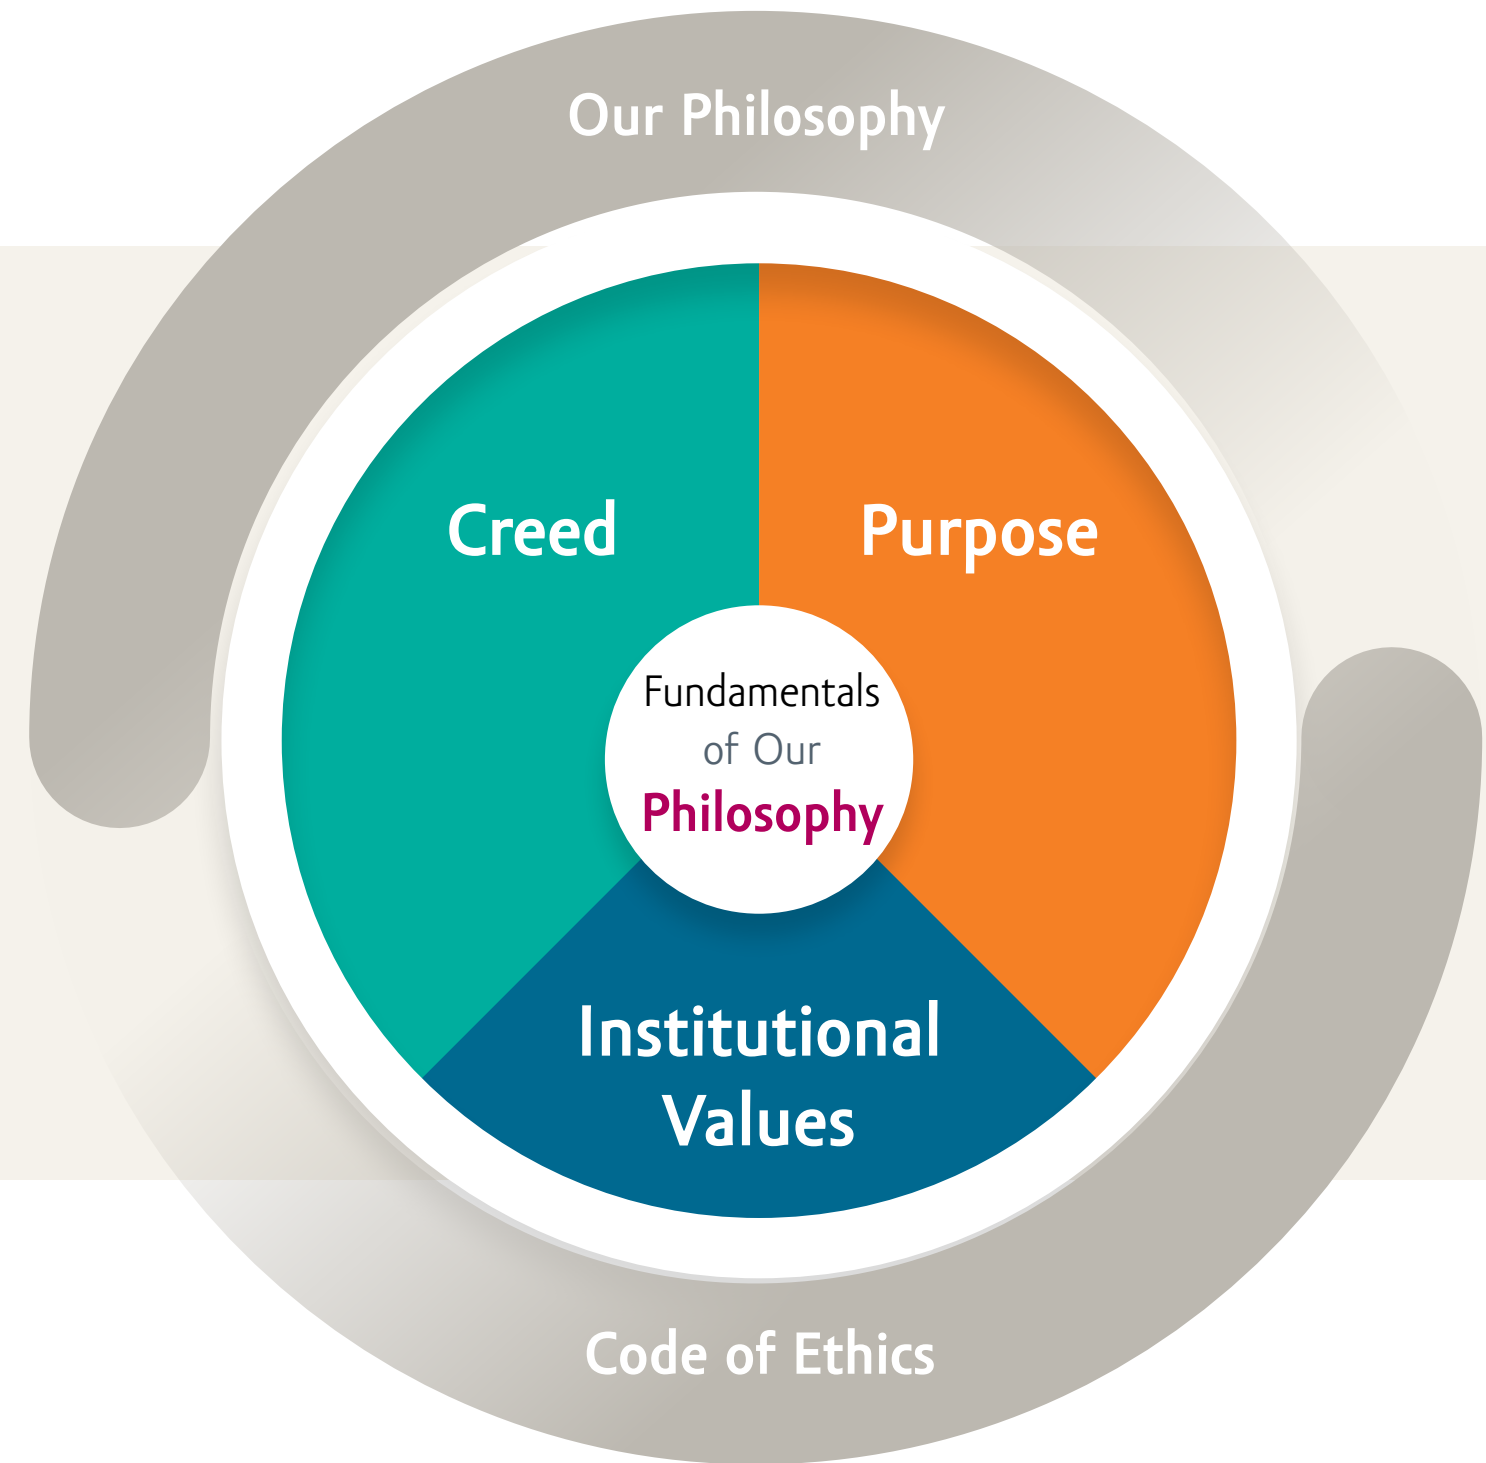 Our Philosophy
Creed
Purpose
Fundamentals
of Our
Philosophy
Institutional
Values
Code of Ethics